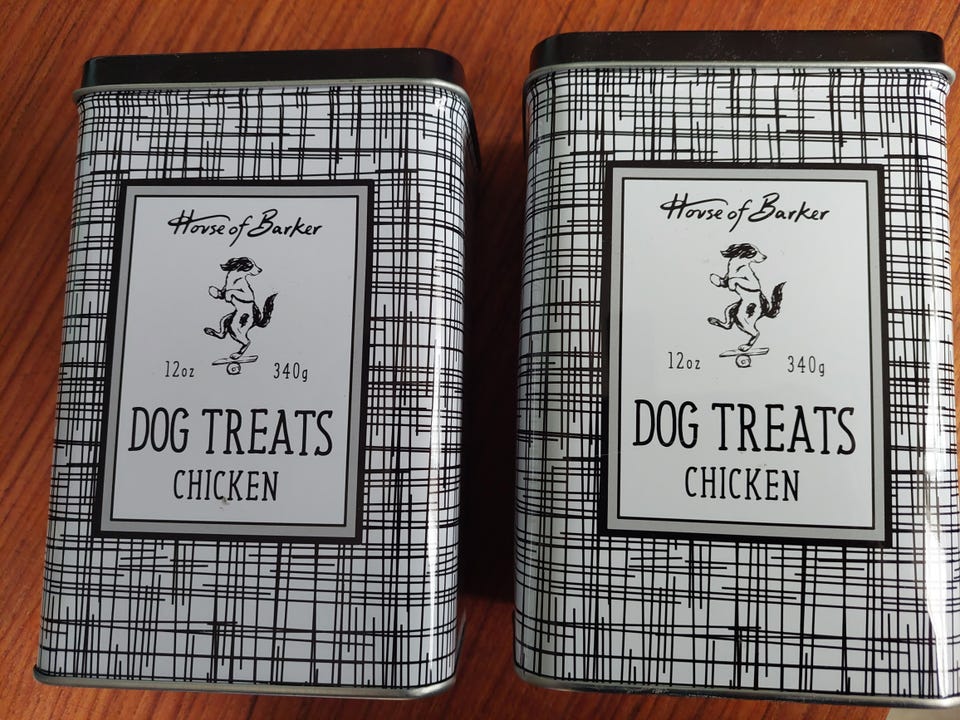 House of Barker
12oz 340g
DOG TREATS
CHICKEN
House of Barker
12oz 340g
DOG TREATS
CHICKEN